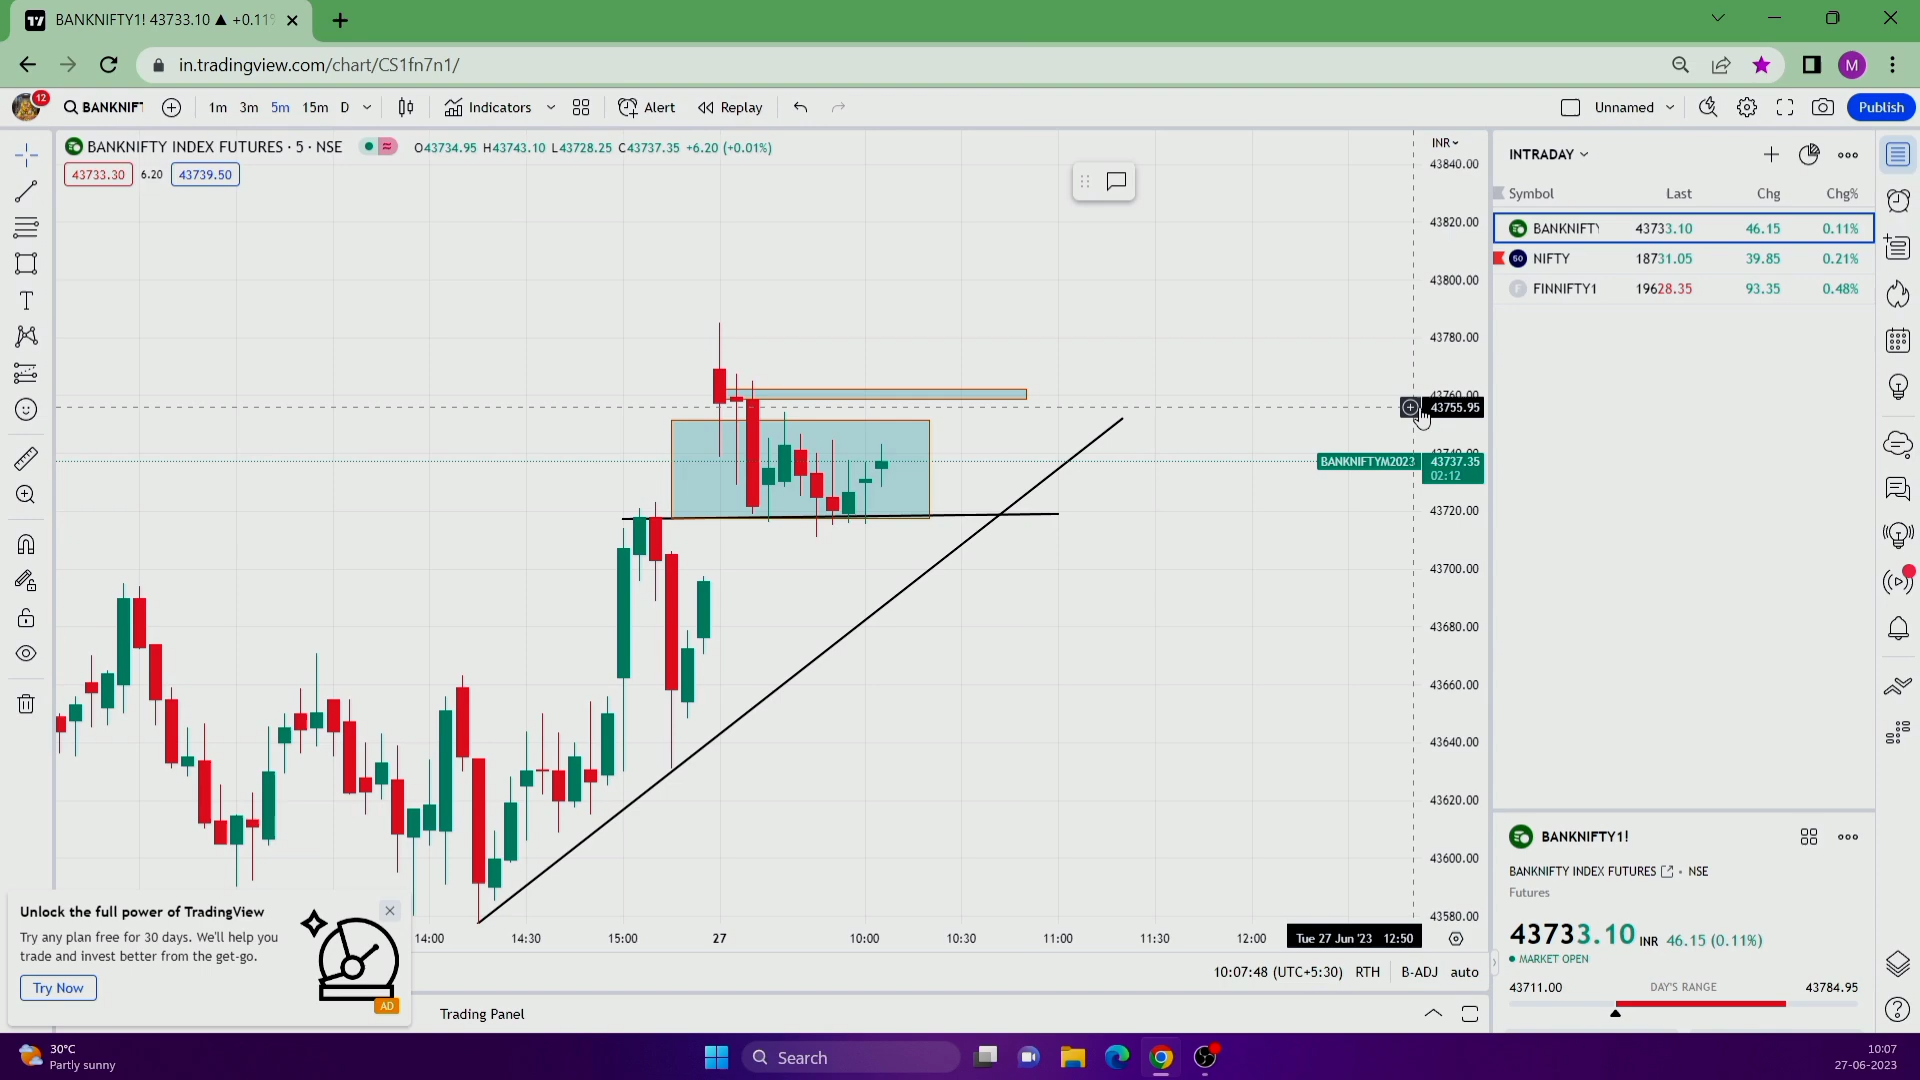 BANKNIFTY1! 43733.10 ▲ +0.11%
in.tradingview.com/chart/CS1fn7n1/
M
12
BANKNIF
1m 3m 5m 15m D
Indicators
Alert
Replay
Unnamed
Publish
BANKNIFTY INDEX FUTURES · 5 · NSE
O43734.95 H43743.10 L43728.25 C43737.35 +6.20 (+0.01%)
43733.30 6.20 43739.50
INR
43840.00
43820.00
43800.00
43780.00
43760.00
43755.95
43740.00
BANKNIFTYM2023 43737.35
02:12
43720.00
43700.00
43680.00
43660.00
43640.00
43620.00
43600.00
43580.00
14:00 14:30 15:00 27 10:00 10:30 11:00 11:30 12:00 Tue 27 Jun '23 12:50
10:07:48 (UTC+5:30) RTH B-ADJ auto
Trading Panel
Unlock the full power of TradingView
Try any plan free for 30 days. We'll help you
trade and invest better from the get-go.
Try Now
AD
INTRADAY
Symbol Last Chg Chg%
BANKNIFTY 43733.10 46.15 0.11%
50 NIFTY 18731.05 39.85 0.21%
F FINNIFTY1 19628.35 93.35 0.48%
BANKNIFTY1!
BANKNIFTY INDEX FUTURES • NSE
Futures
43733.10 INR 46.15 (0.11%)
MARKET OPEN
43711.00 DAY'S RANGE 43784.95
30°C
Partly sunny
Search
10:07
27-06-2023